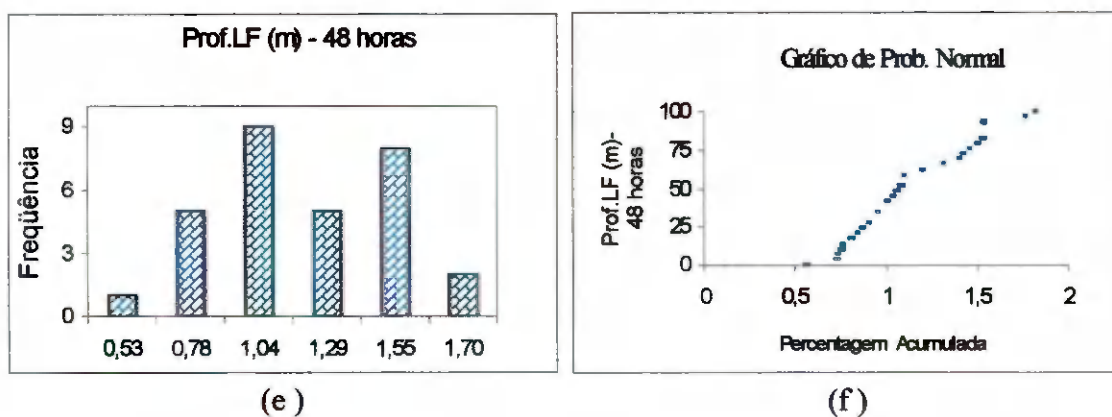 Prof.LF (m) - 48 horas
Freqüência
9
6
3
0
0,53 0,78 1,04 1,29 1,55 1,70
(e )
Gráfico de Prob. Normal
Prof.LF (m)-
48 horas
100
75
50
25
0
0 0,5 1 1,5 2
Percentagem Acumulada
(f )